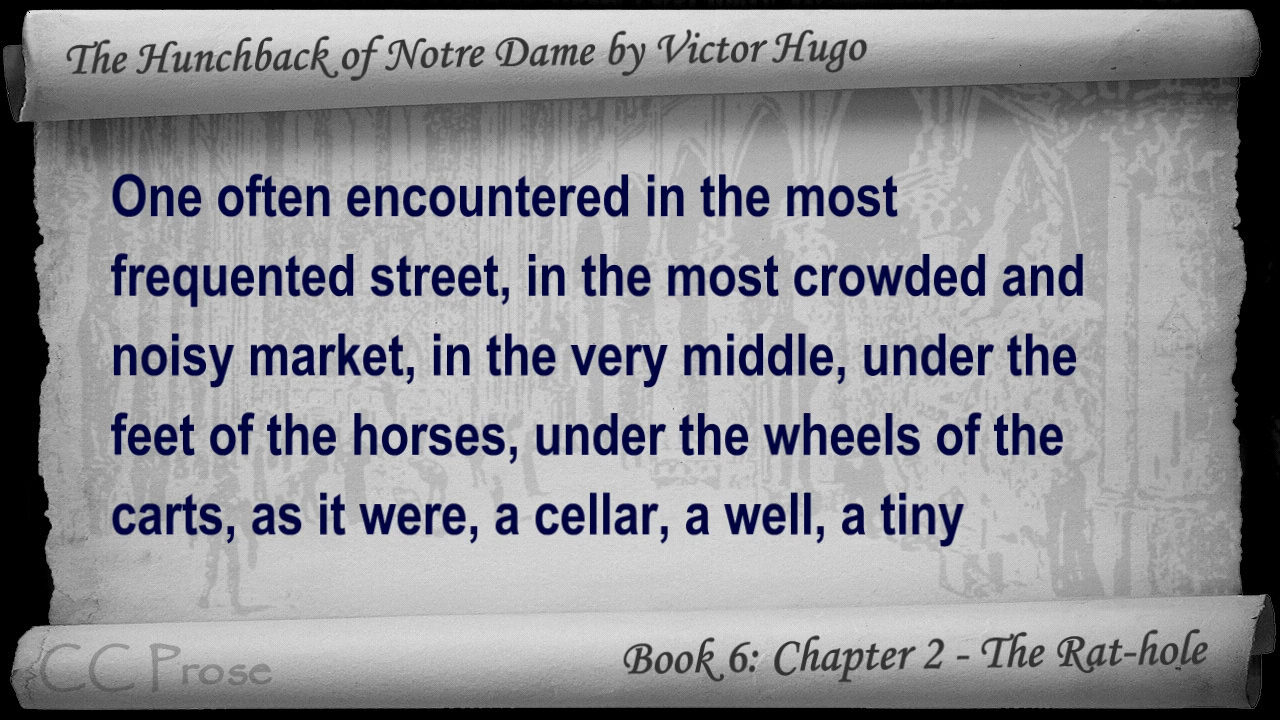 The Hunchback of Notre Dame by Victor Hugo
One often encountered in the most
frequented street, in the most crowded and
noisy market, in the very middle, under the
feet of the horses, under the wheels of the
carts, as it were, a cellar, a well, a tiny
CC Prose
Book 6: Chapter 2 - The Rat-hole